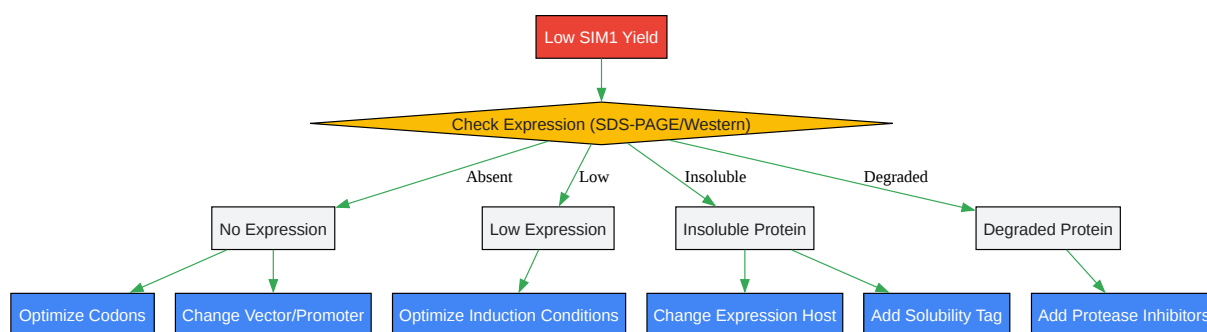 Low SIM1 Yield
Check Expression (SDS-PAGE/Western)
Absent
Low
Insoluble
Degraded
No Expression
Low Expression
Insoluble Protein
Degraded Protein
Optimize Codons
Change Vector/Promoter
Optimize Induction Conditions
Change Expression Host
Add Solubility Tag
Add Protease Inhibitors